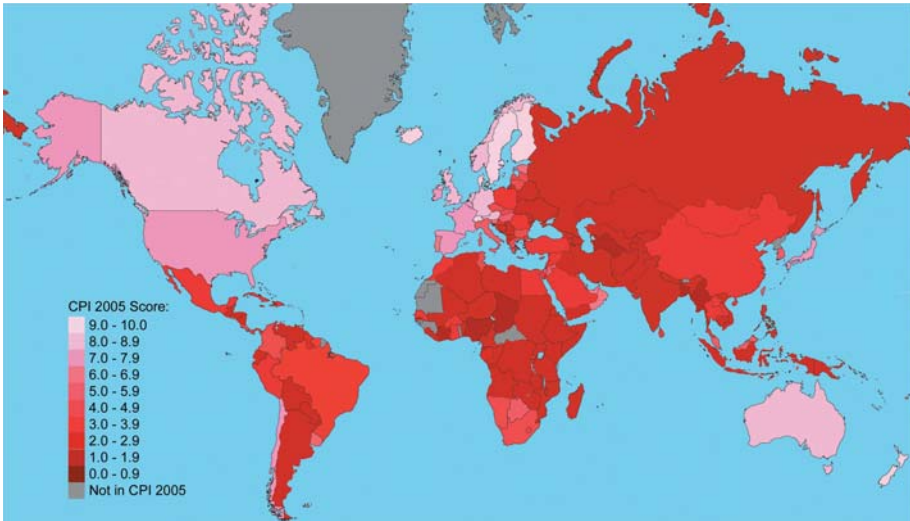 CPI 2005 Score:
9.0 - 10.0
8.0 - 8.9
7.0 - 7.9
6.0 - 6.9
5.0 - 5.9
4.0 - 4.9
3.0 - 3.9
2.0 - 2.9
1.0 - 1.9
0.0 - 0.9
Not in CPI 2005